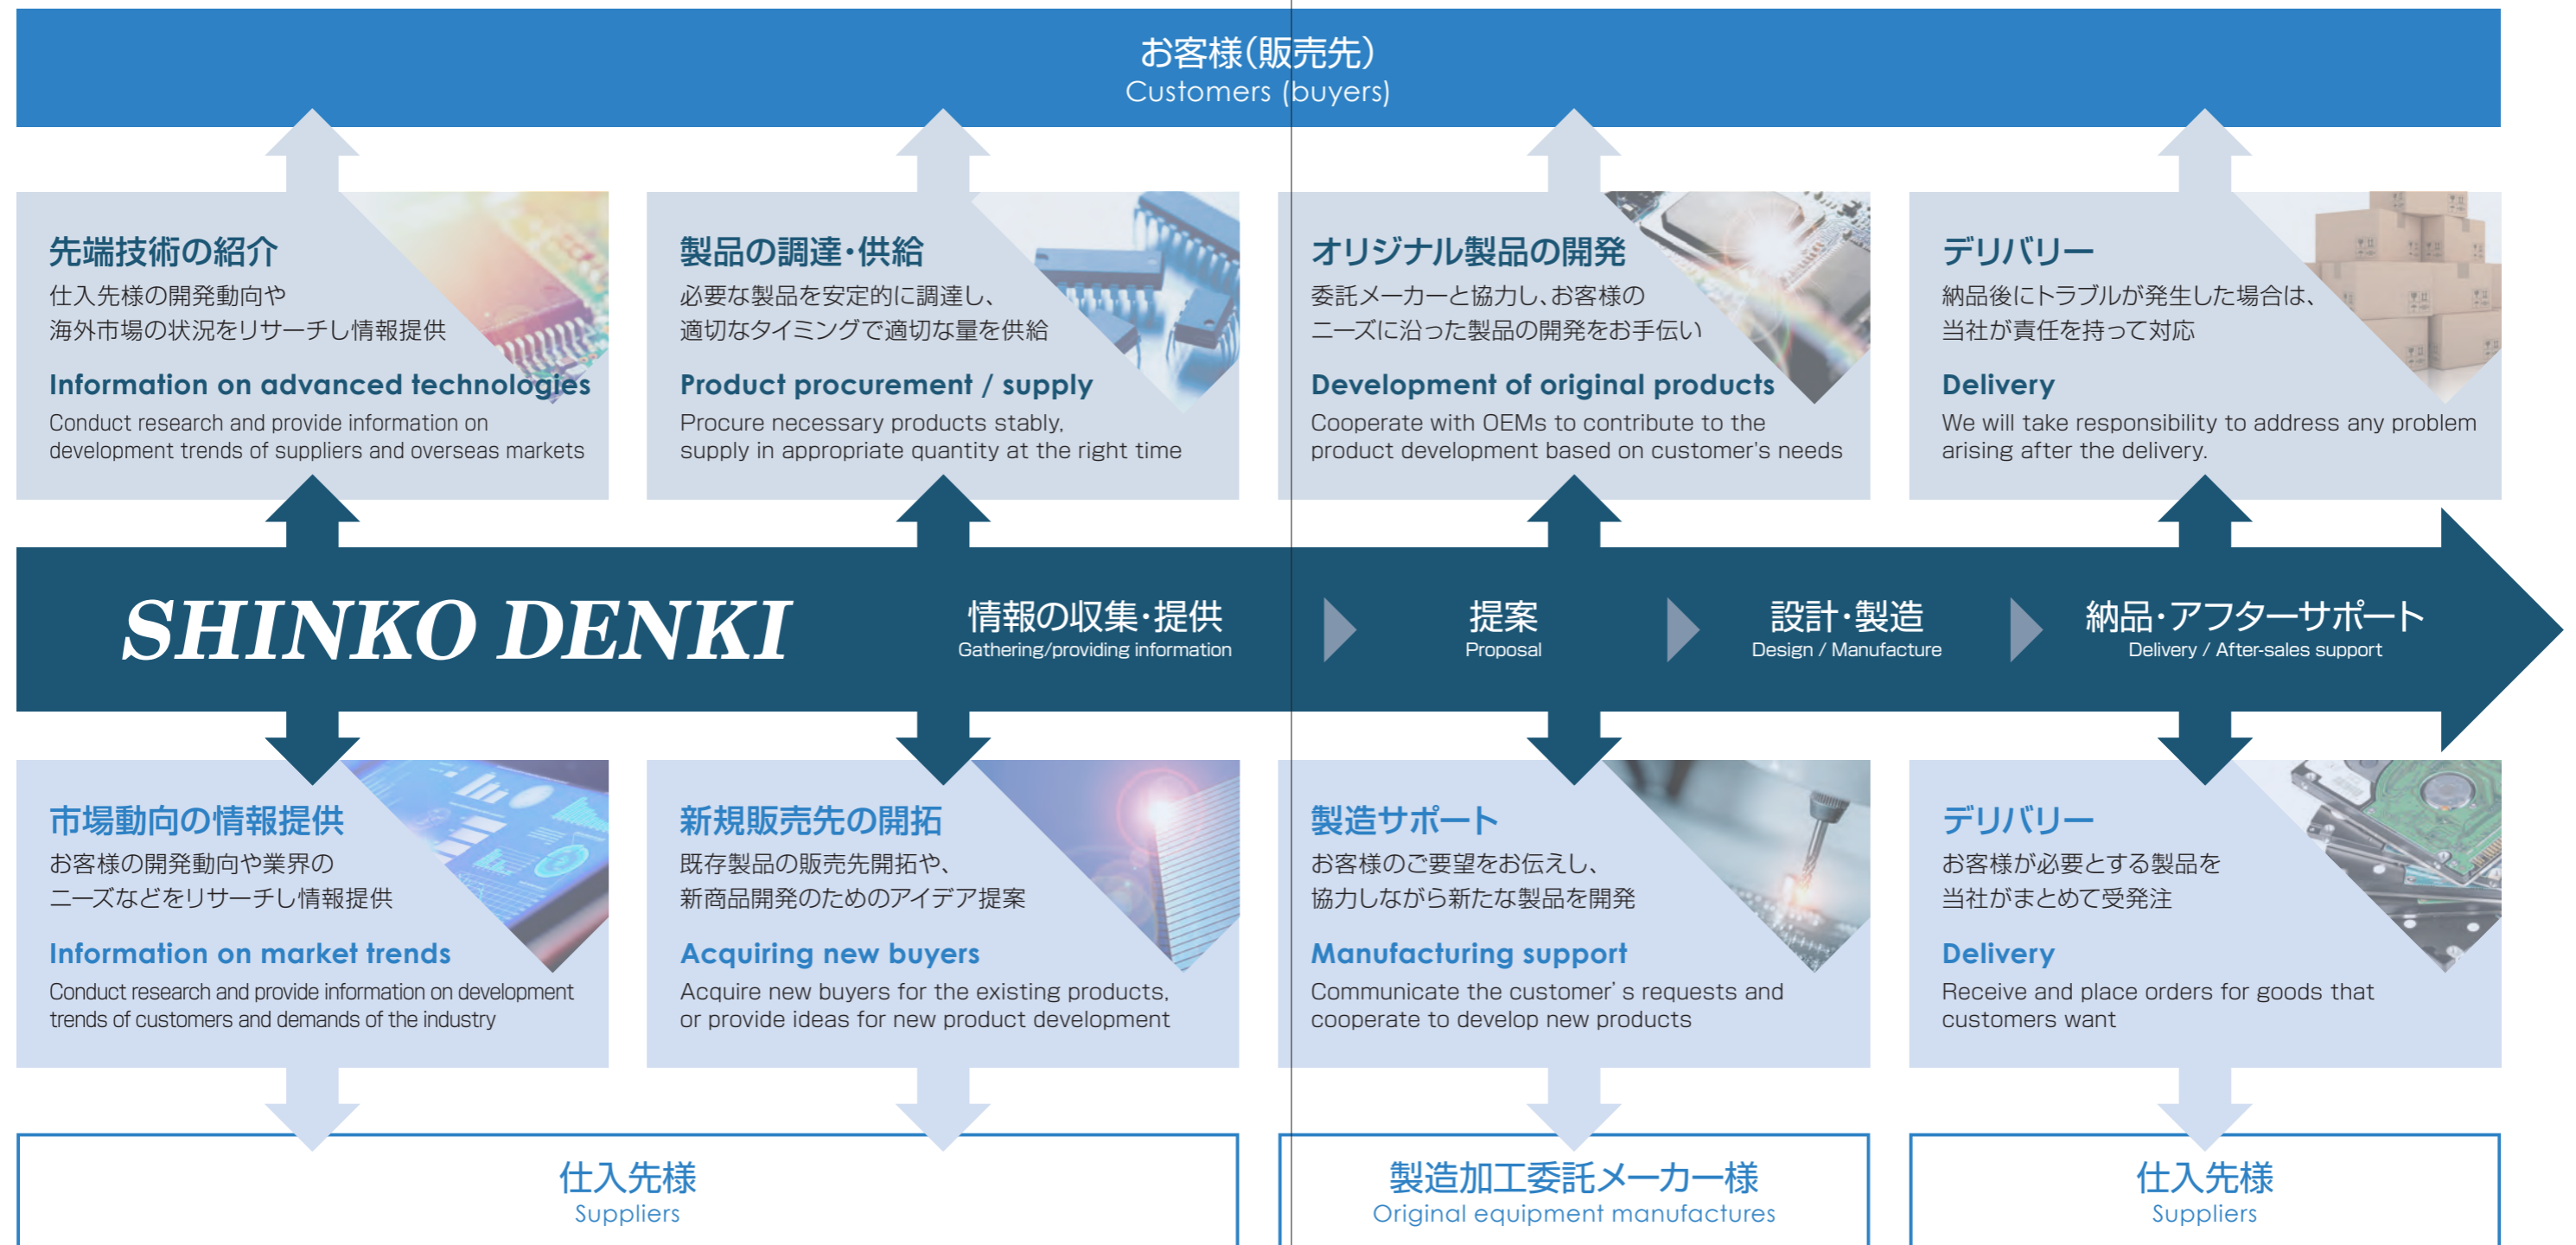 お客様（販売先）
Customers (buyers)
先端技術の紹介
仕入先様の開発動向や
海外市場の状況をリサーチし情報提供
Information on advanced technologies
Conduct research and provide information on
development trends of suppliers and overseas markets
製品の調達・供給
必要な製品を安定的に調達し、
適切なタイミングで適切な量を供給
Product procurement / supply
Procure necessary products stably,
supply in appropriate quantity at the right time
オリジナル製品の開発
委託メーカーと協力し、お客様の
ニーズに沿った製品の開発をお手伝い
Development of original products
Cooperate with OEMs to contribute to the
product development based on customer's needs
デリバリー
納品後にトラブルが発生した場合は、
当社が責任を持って対応
Delivery
We will take responsibility to address any problem
arising after the delivery.
SHINKO DENKI
情報の収集・提供
Gathering/providing information
提案
Proposal
設計・製造
Design / Manufacture
納品・アフターサポート
Delivery / After-sales support
市場動向の情報提供
お客様の開発動向や業界の
ニーズなどをリサーチし情報提供
Information on market trends
Conduct research and provide information on development
trends of customers and demands of the industry
新規販売先の開拓
既存製品の販売先開拓や、
新商品開発のためのアイデア提案
Acquiring new buyers
Acquire new buyers for the existing products,
or provide ideas for new product development
製造サポート
お客様のご要望をお伝えし、
協力しながら新たな製品を開発
Manufacturing support
Communicate the customer’s requests and
cooperate to develop new products
デリバリー
お客様が必要とする製品を
当社がまとめて受発注
Delivery
Receive and place orders for goods that
customers want
仕入先様
Suppliers
製造加工委託メーカー様
Original equipment manufactures
仕入先様
Suppliers